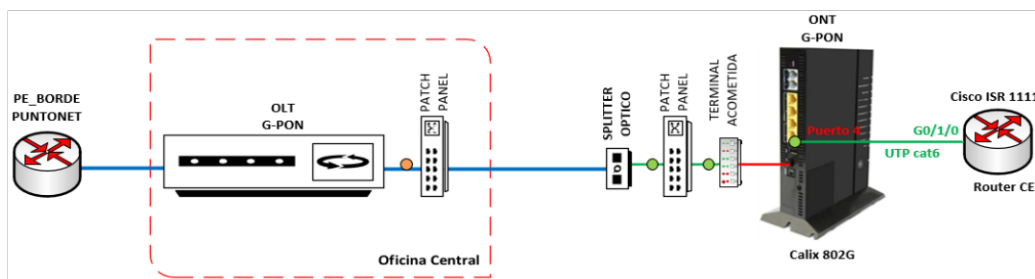 PE_BORDE
PUNTONET
OLT
G-PON
PATCH
PANEL
Oficina Central
SPLITTER
OPTICO
PATCH
PANEL
TERMINAL
ACOMETIDA
ONT
G-PON
Puerto 4
Calix 802G
Cisco ISR 1111
G0/1/0
UTP cat6
Router CE